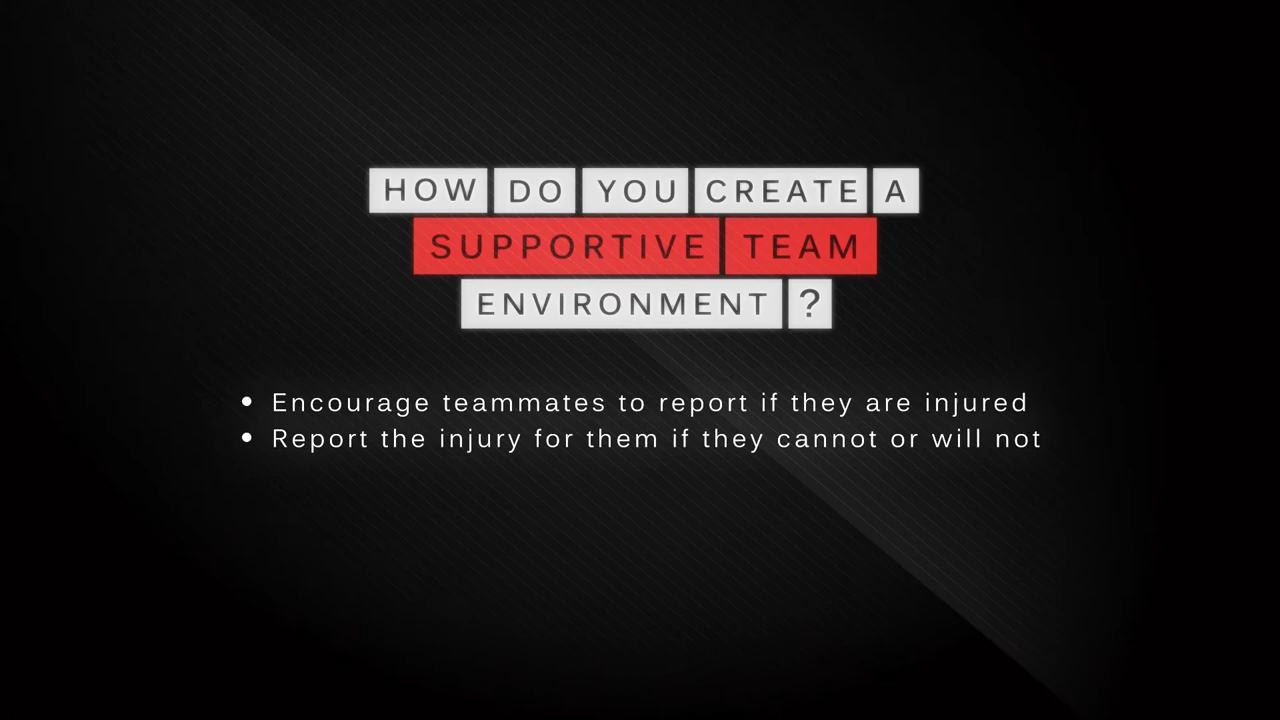 HOW DO YOU CREATE A
SUPPORTIVE TEAM
ENVIRONMENT ?
• Encourage teammates to report if they are injured
• Report the injury for them if they cannot or will not